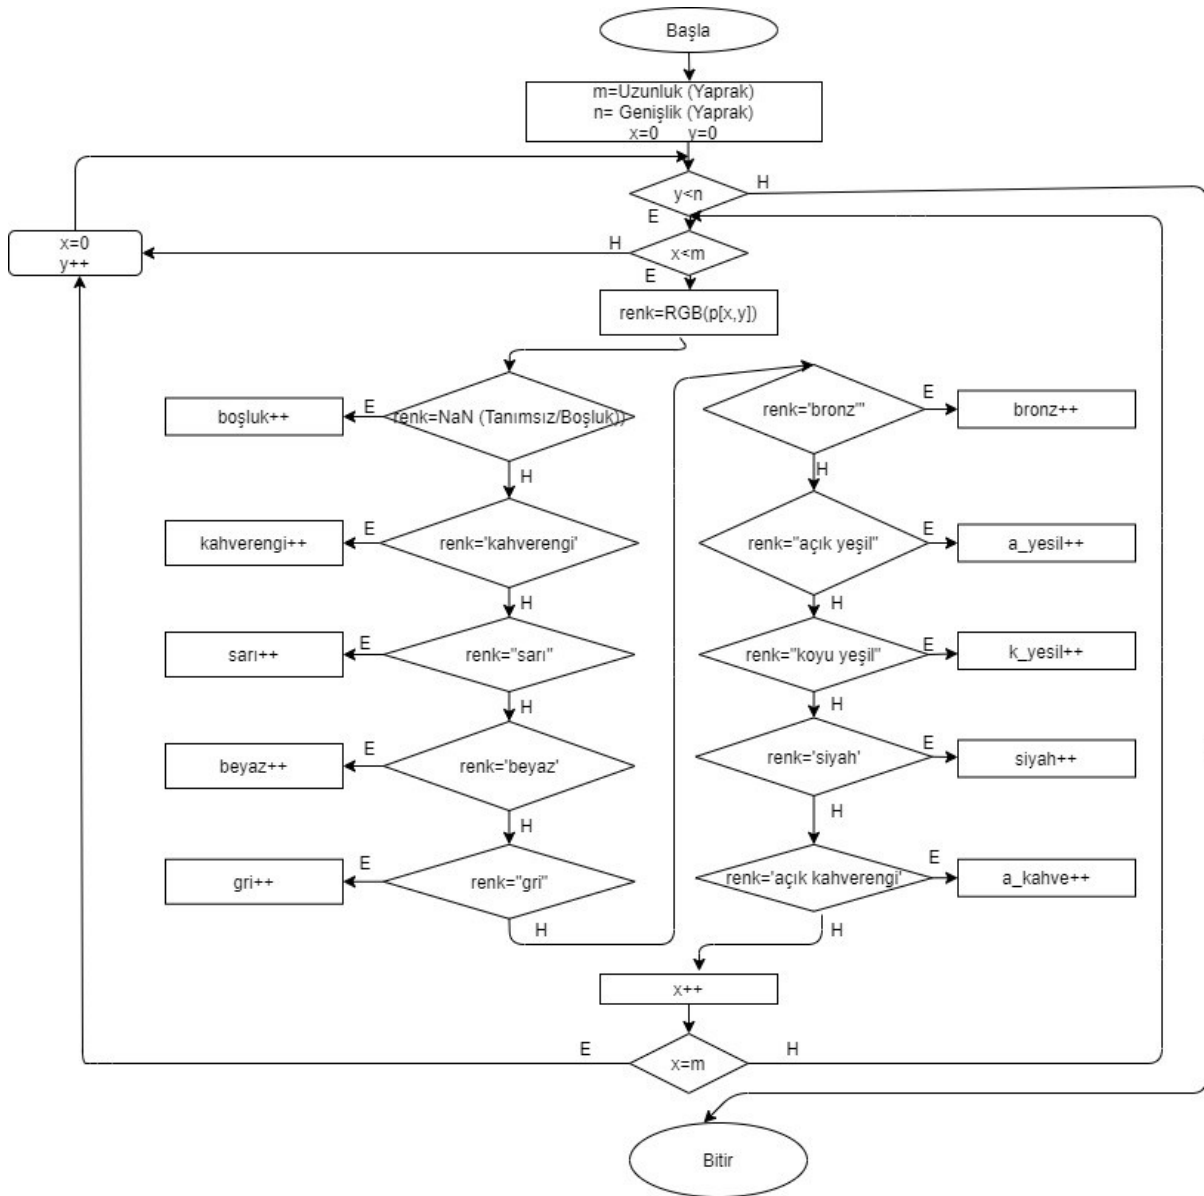 Başla
m=Uzunluk (Yaprak)
n= Genişlik (Yaprak)
x=0 y=0
y<n
H
E
x=0
y++
H
x<m
E
renk=RGB(p[x,y])
boşluk++
E
renk=NaN (Tanımsız/Boşluk))
H
kahverengi++
E
renk='kahverengi'
H
sarı++
E
renk="sarı"
H
beyaz++
E
renk='beyaz'
H
gri++
E
renk="gri"
H
renk='bronz'"
E
bronz++
H
renk="açık yeşil"
E
a_yesil++
H
renk="koyu yeşil"
E
k_yesil++
H
renk='siyah'
E
siyah++
H
renk='açık kahverengi'
E
a_kahve++
H
x++
E
x=m
H
Bitir